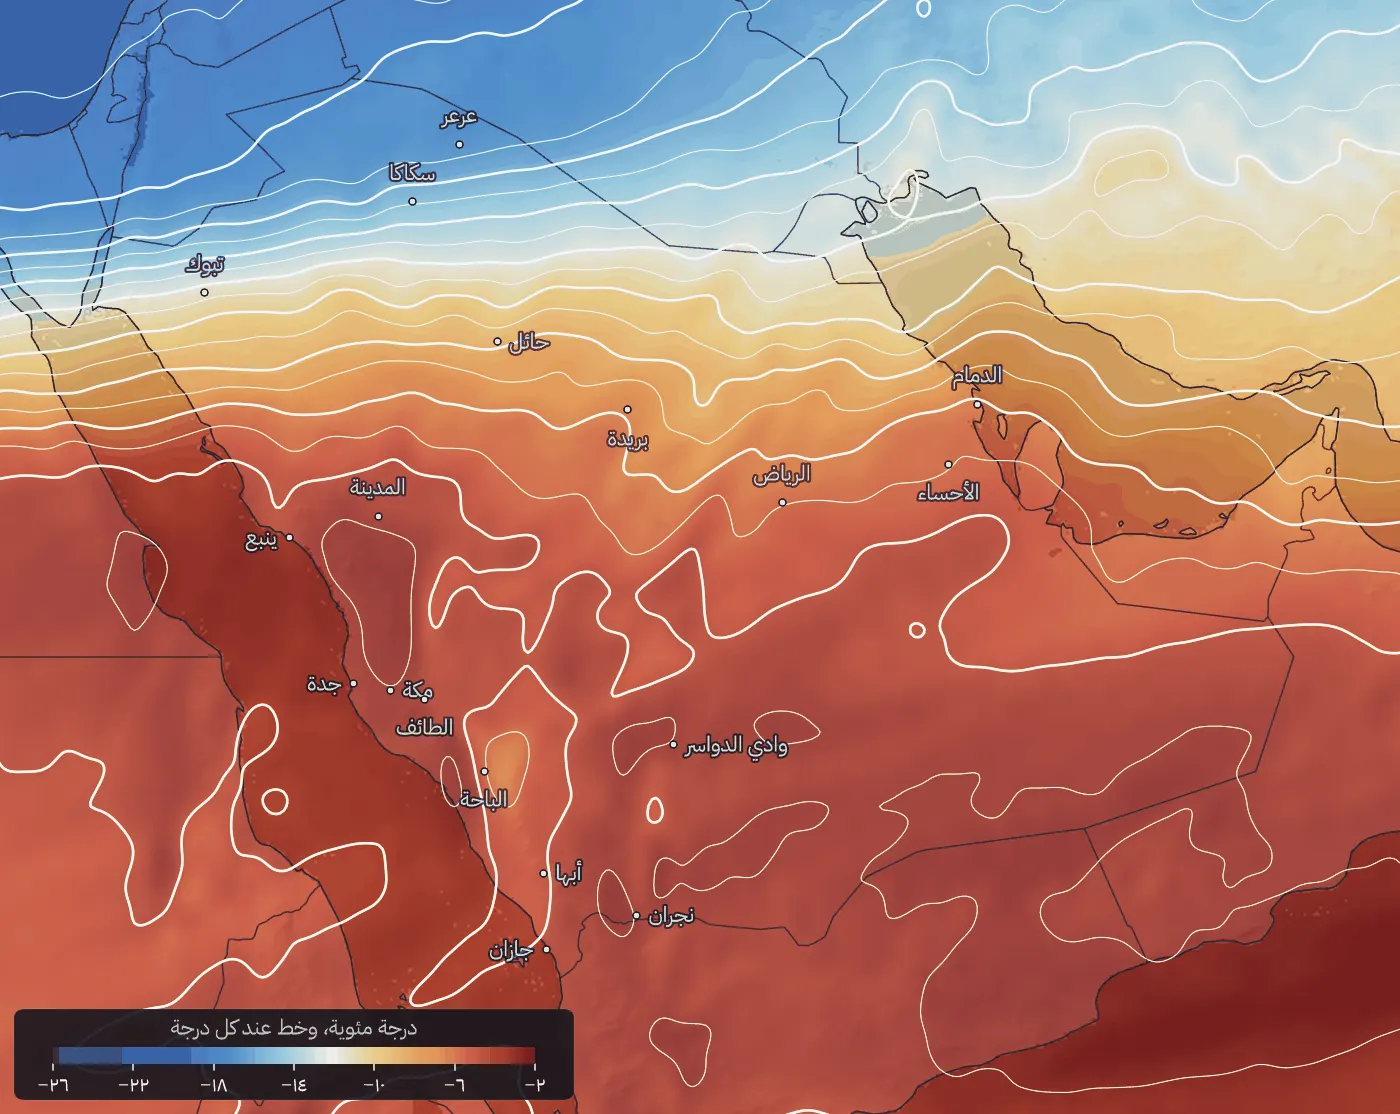 عرعر
سكاكا
تبوك
حائل
الدمام
بريدة
الرياض
المدينة
الأحساء
ينبع
جدة
مكة
الطائف
وادي الدواسر
الباحة
أبها
نجران
جازان
درجة مئوية، وخط عند كل درجة
−٢٦ −٢٢ −١٨ −١٤ −١٠ −٦ −٢